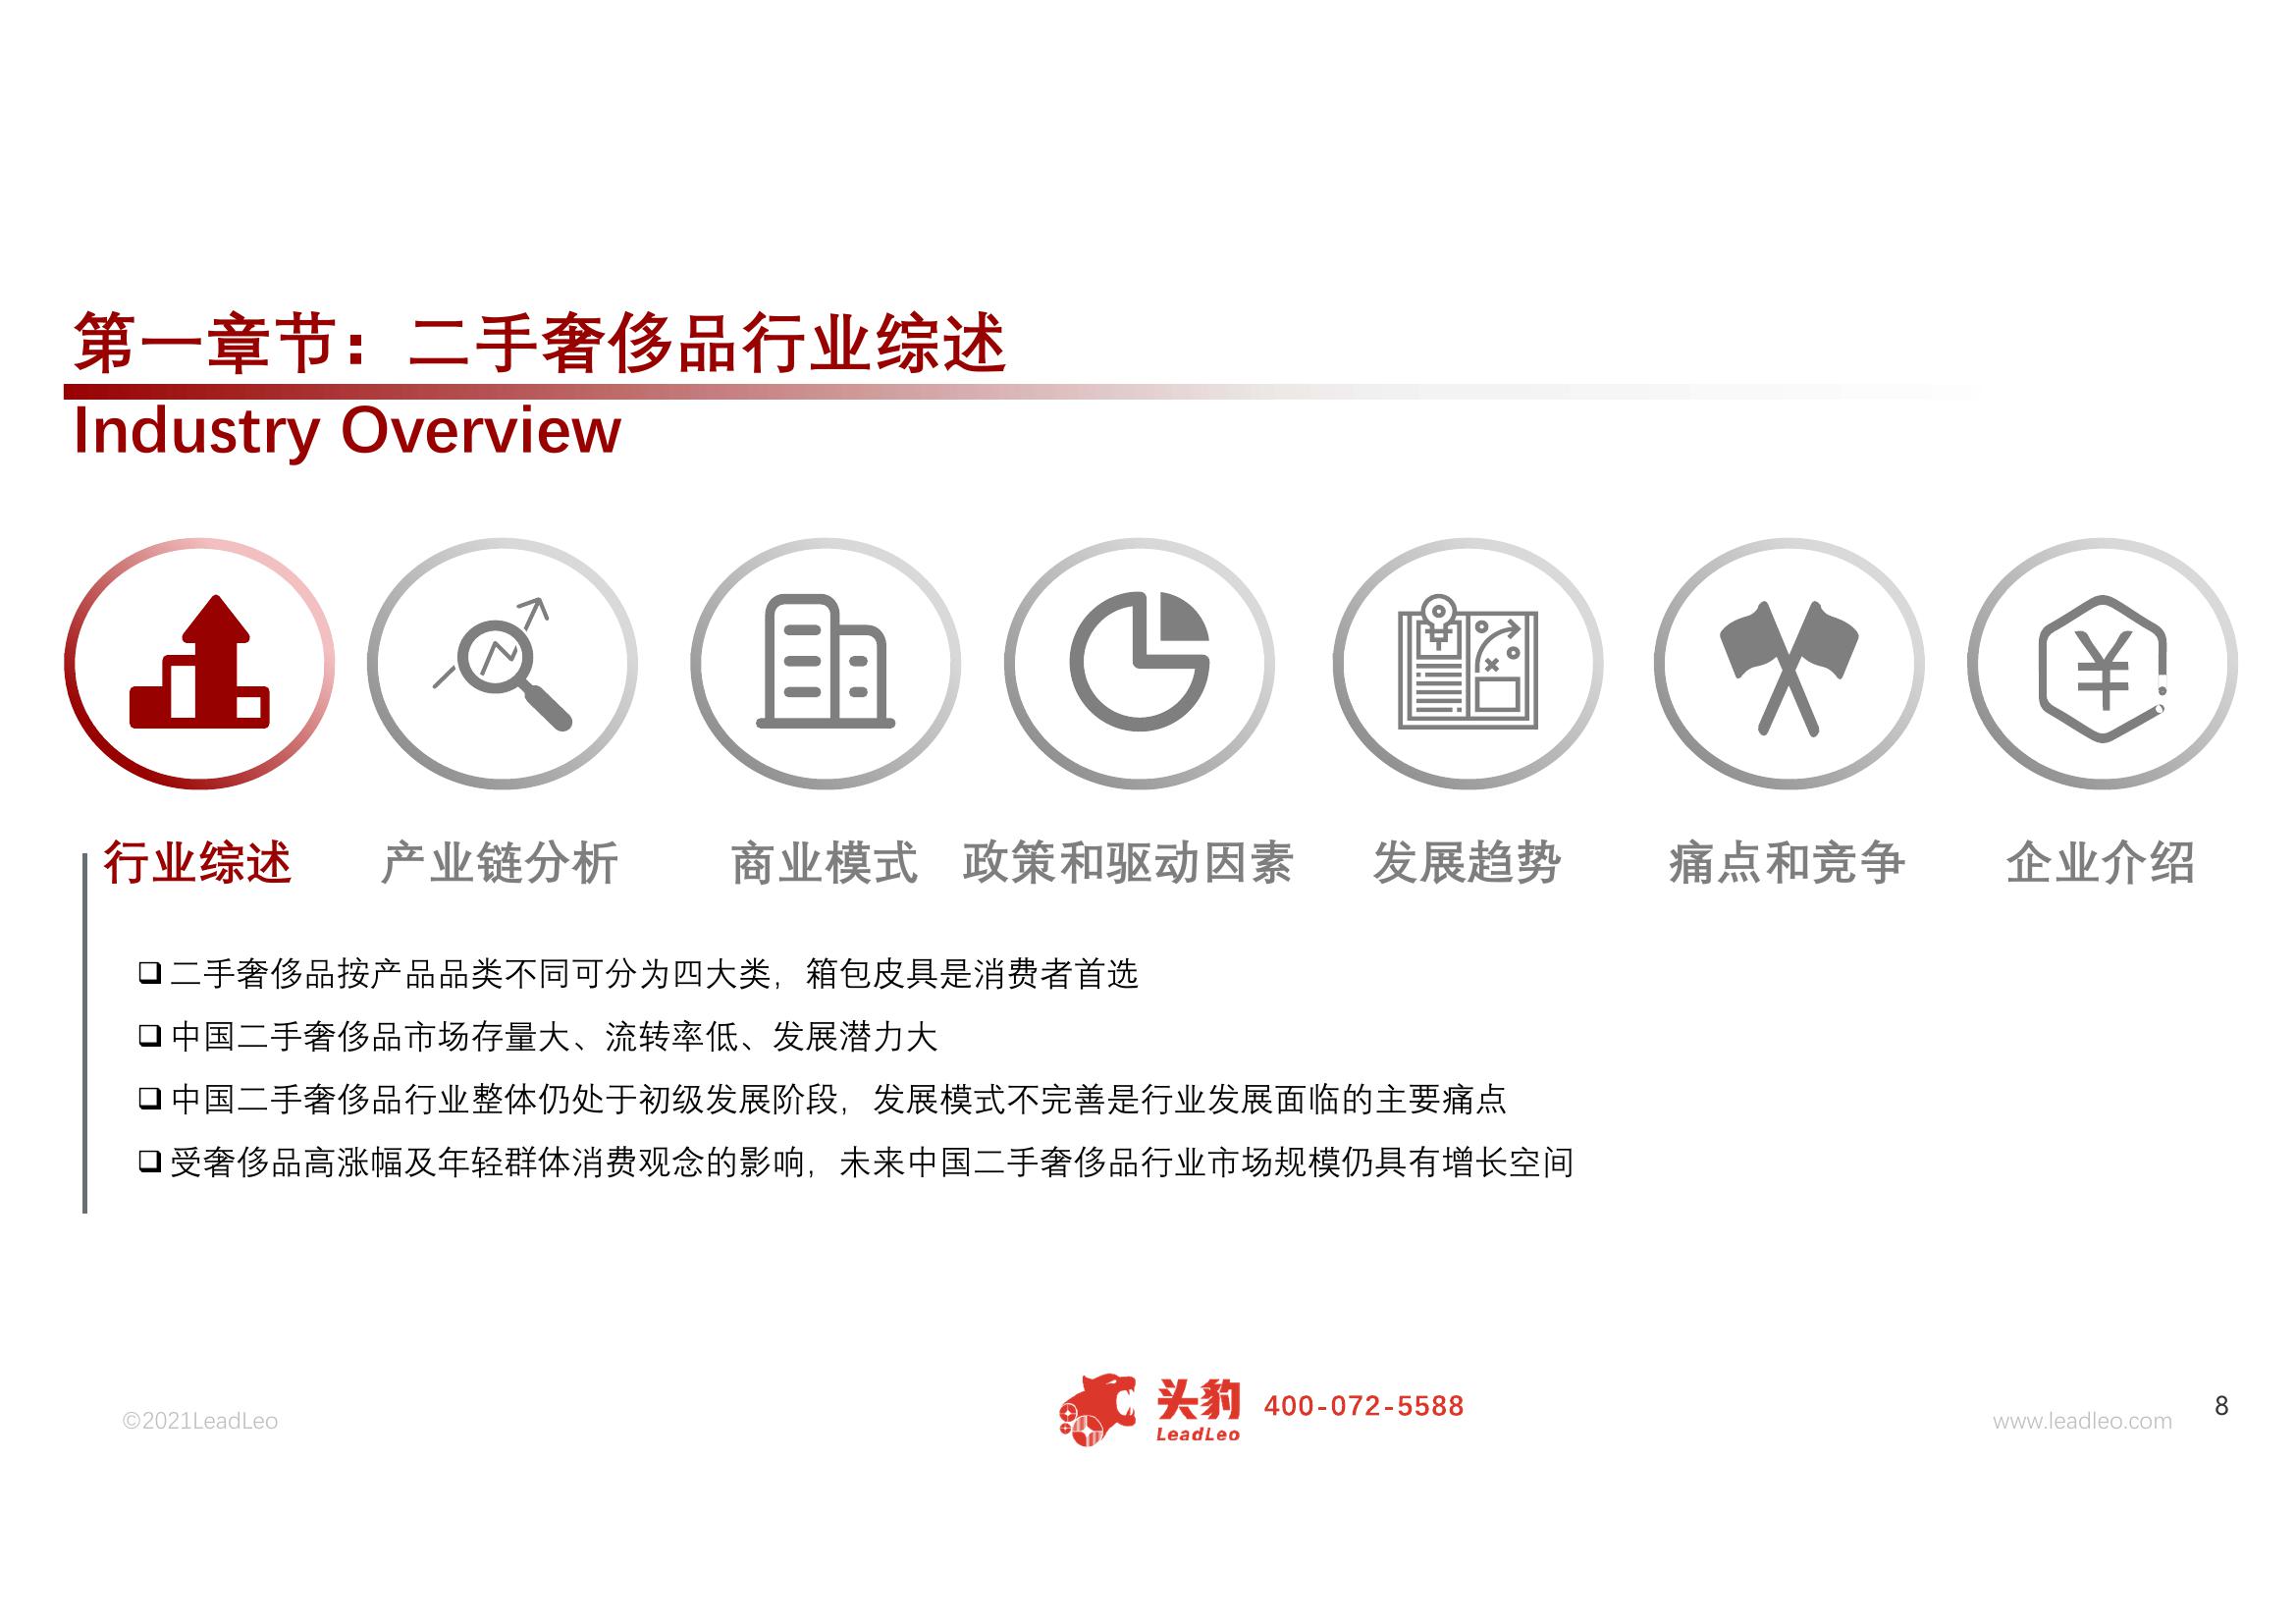 第一章节：二手奢侈品行业综述
Industry Overview
行业综述
产业链分析
商业模式
政策和驱动因素
发展趋势
痛点和竞争
企业介绍
❑ 二手奢侈品按产品品类不同可分为四大类，箱包皮具是消费者首选
❑ 中国二手奢侈品市场存量大、流转率低、发展潜力大
❑ 中国二手奢侈品行业整体仍处于初级发展阶段，发展模式不完善是行业发展面临的主要痛点
❑ 受奢侈品高涨幅及年轻群体消费观念的影响，未来中国二手奢侈品行业市场规模仍具有增长空间
©2021LeadLeo
头豹
LeadLeo
400-072-5588
www.leadleo.com
8